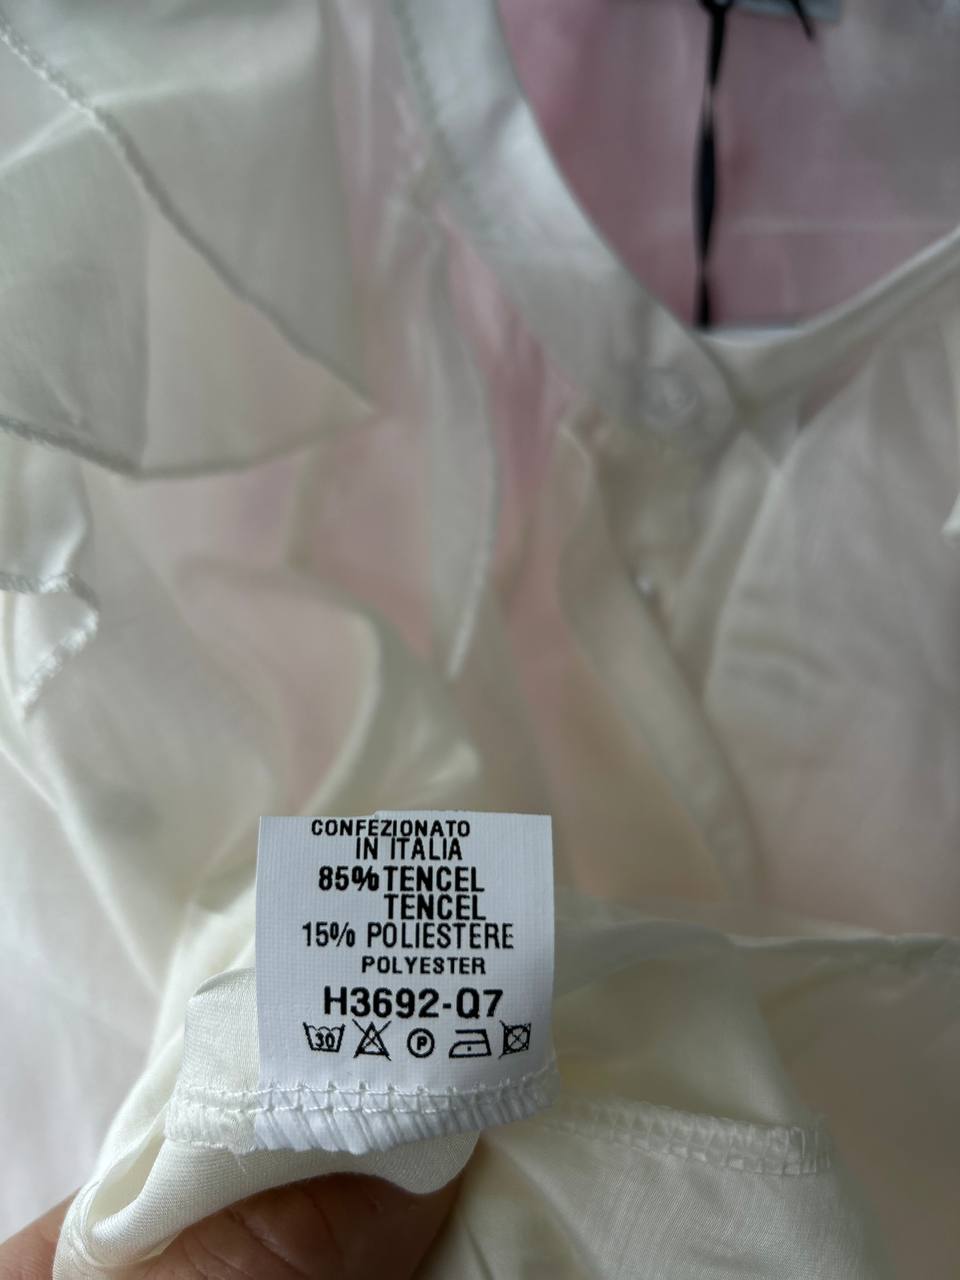 CONFEZIONATO
IN ITALIA
85% TENCEL
TENCEL
15% POLIESTERE
POLYESTER
H3692-Q7
30 P